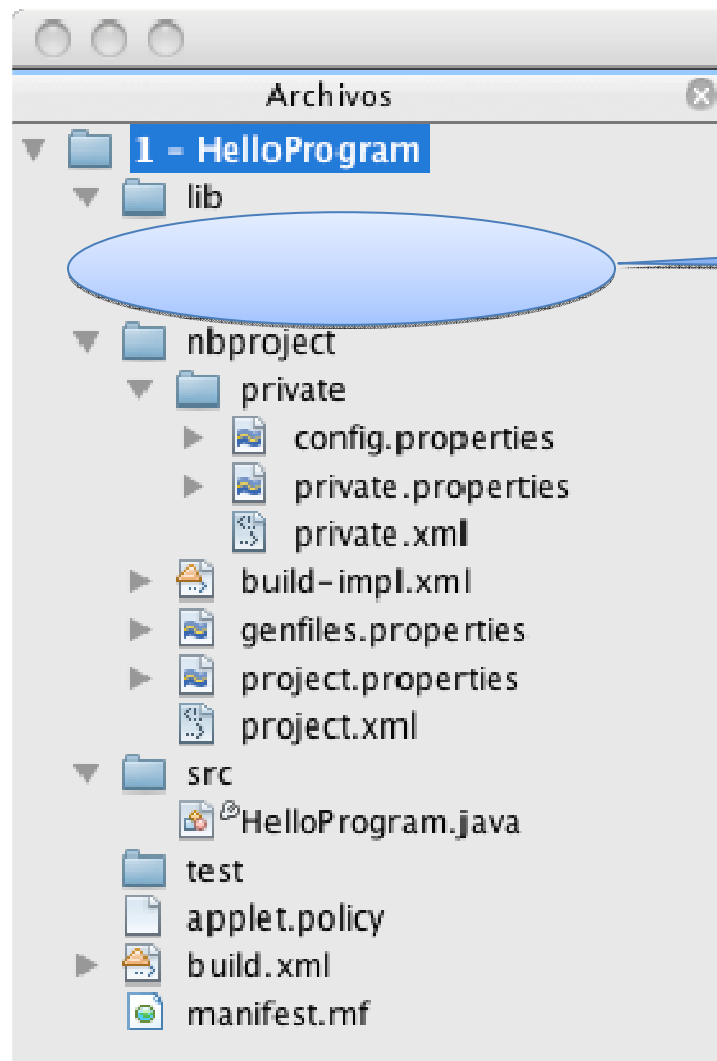 Archivos
1 - HelloProgram
lib
nbproject
private
config.properties
private.properties
private.xml
build-impl.xml
genfiles.properties
project.properties
project.xml
src
HelloProgram.java
test
applet.policy
build.xml
manifest.mf